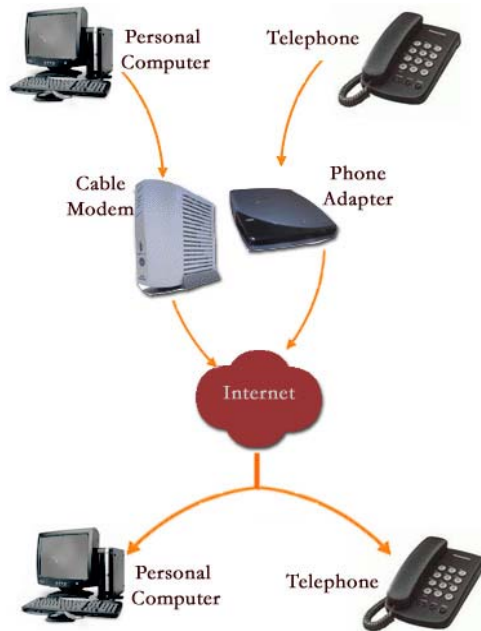 Personal
Computer
Telephone
Cable
Modem
Phone
Adapter
Internet
Personal
Computer
Telephone